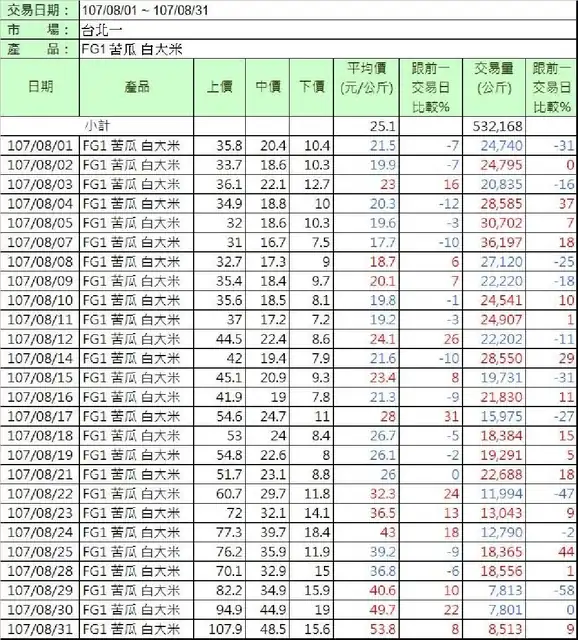 交易日期： 107/08/01 ~ 107/08/31
市 場： 台北一
產 品： FG1 苦瓜 白大米
日期 產品 上價 中價 下價 平均價(元/公斤) 跟前一交易日比較% 交易量(公斤) 跟前一交易日比較%
小計 25.1 532,168
107/08/01 FG1 苦瓜 白大米 35.8 20.4 10.4 21.5 -7 24,740 -31
107/08/02 FG1 苦瓜 白大米 33.7 18.6 10.3 19.9 -7 24,795 0
107/08/03 FG1 苦瓜 白大米 36.1 22.1 12.7 23 16 20,835 -16
107/08/04 FG1 苦瓜 白大米 34.9 18.8 10 20.3 -12 28,585 37
107/08/05 FG1 苦瓜 白大米 32 18.6 10.3 19.6 -3 30,702 7
107/08/07 FG1 苦瓜 白大米 31 16.7 7.5 17.7 -10 36,197 18
107/08/08 FG1 苦瓜 白大米 32.7 17.3 9 18.7 6 27,120 -25
107/08/09 FG1 苦瓜 白大米 35.4 18.4 9.7 20.1 7 22,220 -18
107/08/10 FG1 苦瓜 白大米 35.6 18.5 8.1 19.8 -1 24,541 10
107/08/11 FG1 苦瓜 白大米 37 17.2 7.2 19.2 -3 24,907 1
107/08/12 FG1 苦瓜 白大米 44.5 22.4 8.6 24.1 26 22,202 -11
107/08/14 FG1 苦瓜 白大米 42 19.4 7.9 21.6 -10 28,550 29
107/08/15 FG1 苦瓜 白大米 45.1 20.9 9.3 23.4 8 19,731 -31
107/08/16 FG1 苦瓜 白大米 41.9 19 7.8 21.3 -9 21,830 11
107/08/17 FG1 苦瓜 白大米 54.6 24.7 11 28 31 15,975 -27
107/08/18 FG1 苦瓜 白大米 53 24 8.4 26.7 -5 18,384 15
107/08/19 FG1 苦瓜 白大米 54.8 22.6 8 26.1 -2 19,291 5
107/08/21 FG1 苦瓜 白大米 51.7 23.1 8.8 26 0 22,688 18
107/08/22 FG1 苦瓜 白大米 60.7 29.7 11.8 32.3 24 11,994 -47
107/08/23 FG1 苦瓜 白大米 72 32.1 14.1 36.5 13 13,043 9
107/08/24 FG1 苦瓜 白大米 77.3 39.7 18.4 43 18 12,790 -2
107/08/25 FG1 苦瓜 白大米 76.2 35.9 11.9 39.2 -9 18,365 44
107/08/28 FG1 苦瓜 白大米 70.1 32.9 15 36.8 -6 18,556 1
107/08/29 FG1 苦瓜 白大米 82.2 34.9 15.9 40.6 10 7,813 -58
107/08/30 FG1 苦瓜 白大米 94.9 44.9 19 49.7 22 7,801 0
107/08/31 FG1 苦瓜 白大米 107.9 48.5 15.6 53.8 8 8,513 9